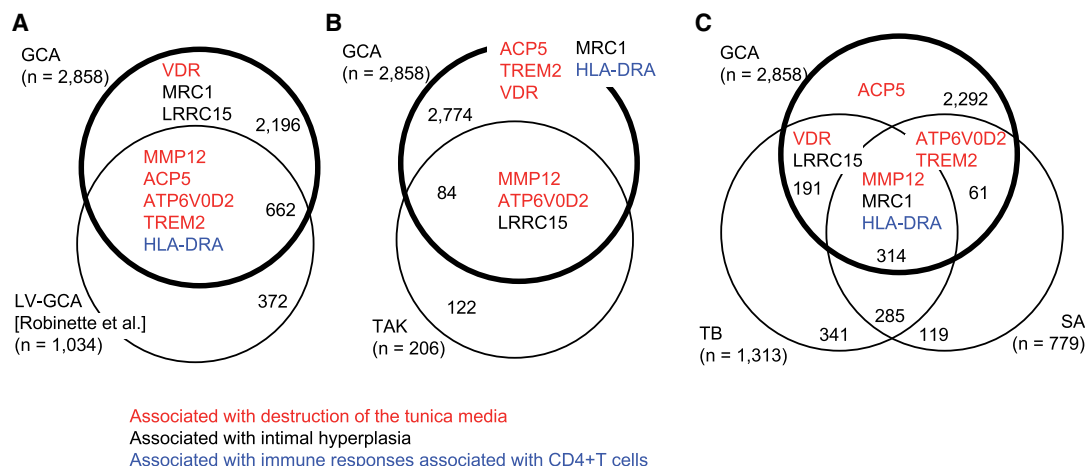 A
GCA
(n = 2,858)
VDR
MRC1
LRRC15
2,196
MMP12
ACP5
ATP6V0D2
TREM2
HLA-DRA
662
LV-GCA
[Robinette et al.]
(n = 1,034)
372
B
GCA
(n = 2,858)
ACP5
TREM2
VDR
MRC1
HLA-DRA
2,774
84
MMP12
ATP6V0D2
LRRC15
122
TAK
(n = 206)
C
GCA
(n = 2,858)
ACP5
2,292
VDR
LRRC15
191
ATP6V0D2
TREM2
61
MMP12
MRC1
HLA-DRA
314
285
341
119
TB
(n = 1,313)
SA
(n = 779)
Associated with destruction of the tunica media
Associated with intimal hyperplasia
Associated with immune responses associated with CD4+T cells